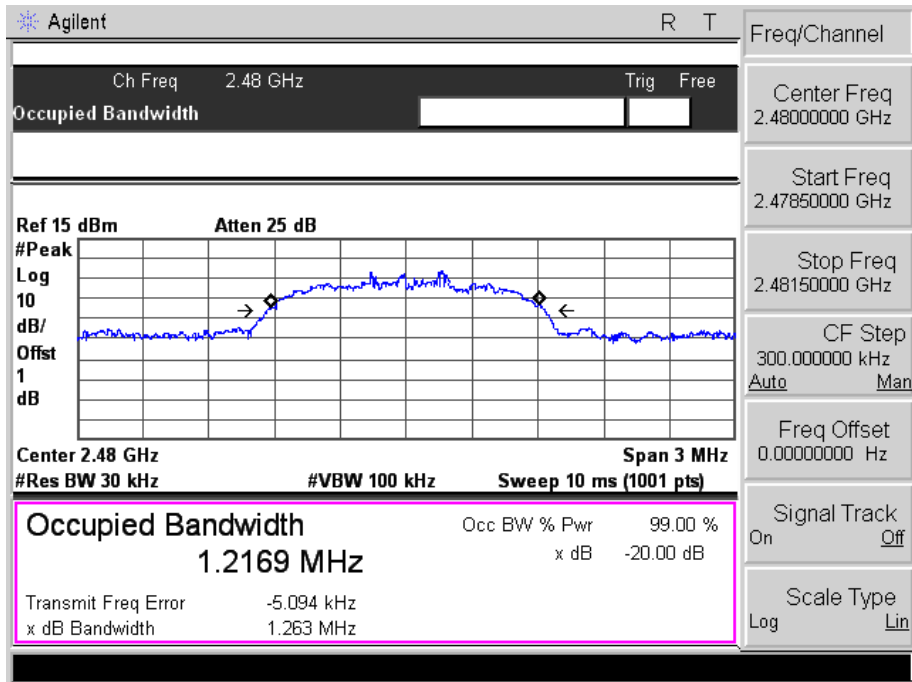 Agilent R T
Ch Freq 2.48 GHz Trig Free
Occupied Bandwidth
Ref 15 dBm Atten 25 dB
#Peak
Log
10
dB/
Offst
1
dB
Center 2.48 GHz Span 3 MHz
#Res BW 30 kHz #VBW 100 kHz Sweep 10 ms (1001 pts)
Occupied Bandwidth
1.2169 MHz
Occ BW % Pwr 99.00 %
x dB -20.00 dB
Transmit Freq Error -5.094 kHz
x dB Bandwidth 1.263 MHz
Freq/Channel
Center Freq
2.48000000 GHz
Start Freq
2.47850000 GHz
Stop Freq
2.48150000 GHz
CF Step
300.000000 kHz
Auto Man
Freq Offset
0.00000000 Hz
Signal Track
On Off
Scale Type
Log Lin